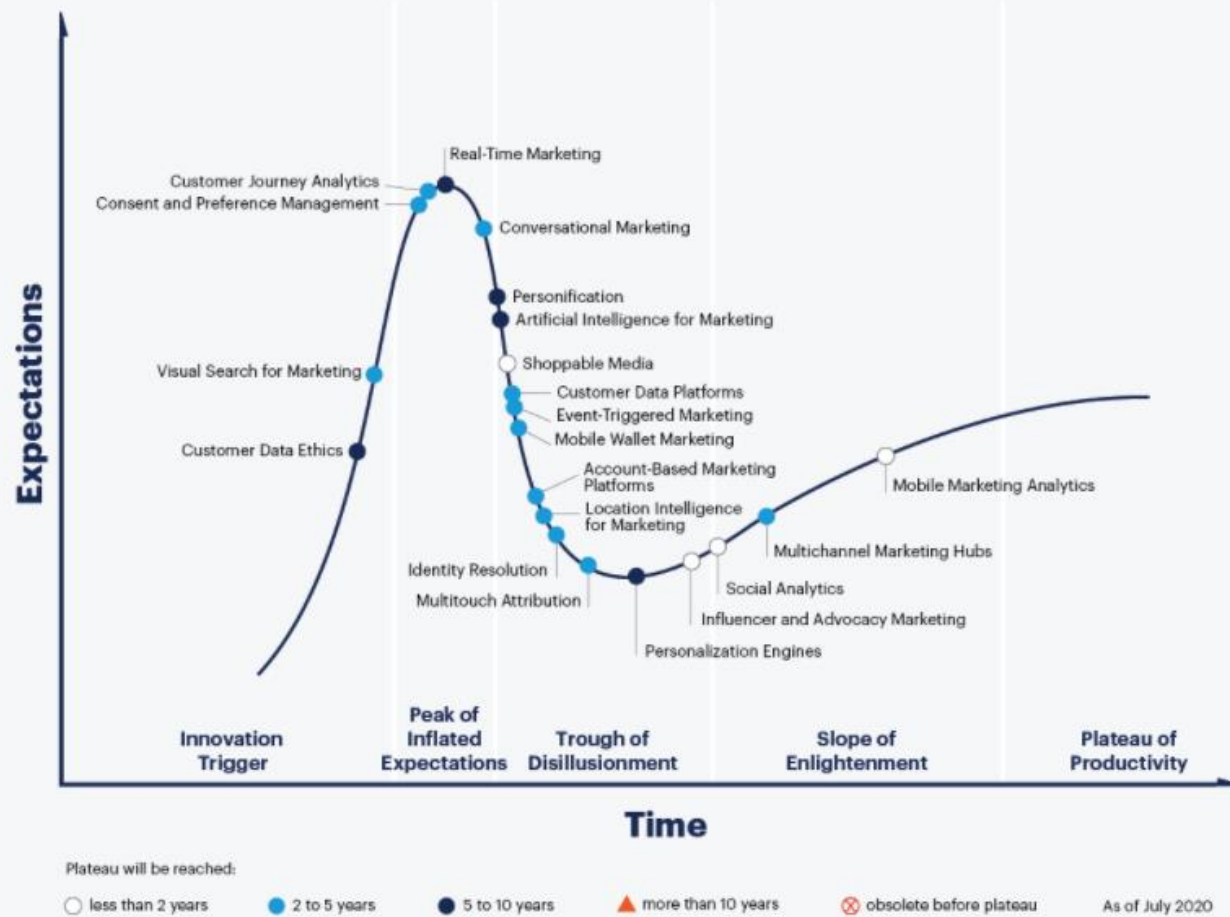 Real-Time Marketing
Customer Journey Analytics
Consent and Preference Management
Conversational Marketing
Personification
Artificial Intelligence for Marketing
Visual Search for Marketing
Shoppable Media
Customer Data Platforms
Event-Triggered Marketing
Mobile Wallet Marketing
Customer Data Ethics
Account-Based Marketing
Platforms
Location Intelligence
for Marketing
Mobile Marketing Analytics
Multichannel Marketing Hubs
Identity Resolution
Social Analytics
Multitouch Attribution
Influencer and Advocacy Marketing
Personalization Engines
Expectations
Innovation
Trigger
Peak of
Inflated
Expectations
Trough of
Disillusionment
Slope of
Enlightenment
Plateau of
Productivity
Time
Plateau will be reached:
less than 2 years
2 to 5 years
5 to 10 years
more than 10 years
obsolete before plateau
As of July 2020